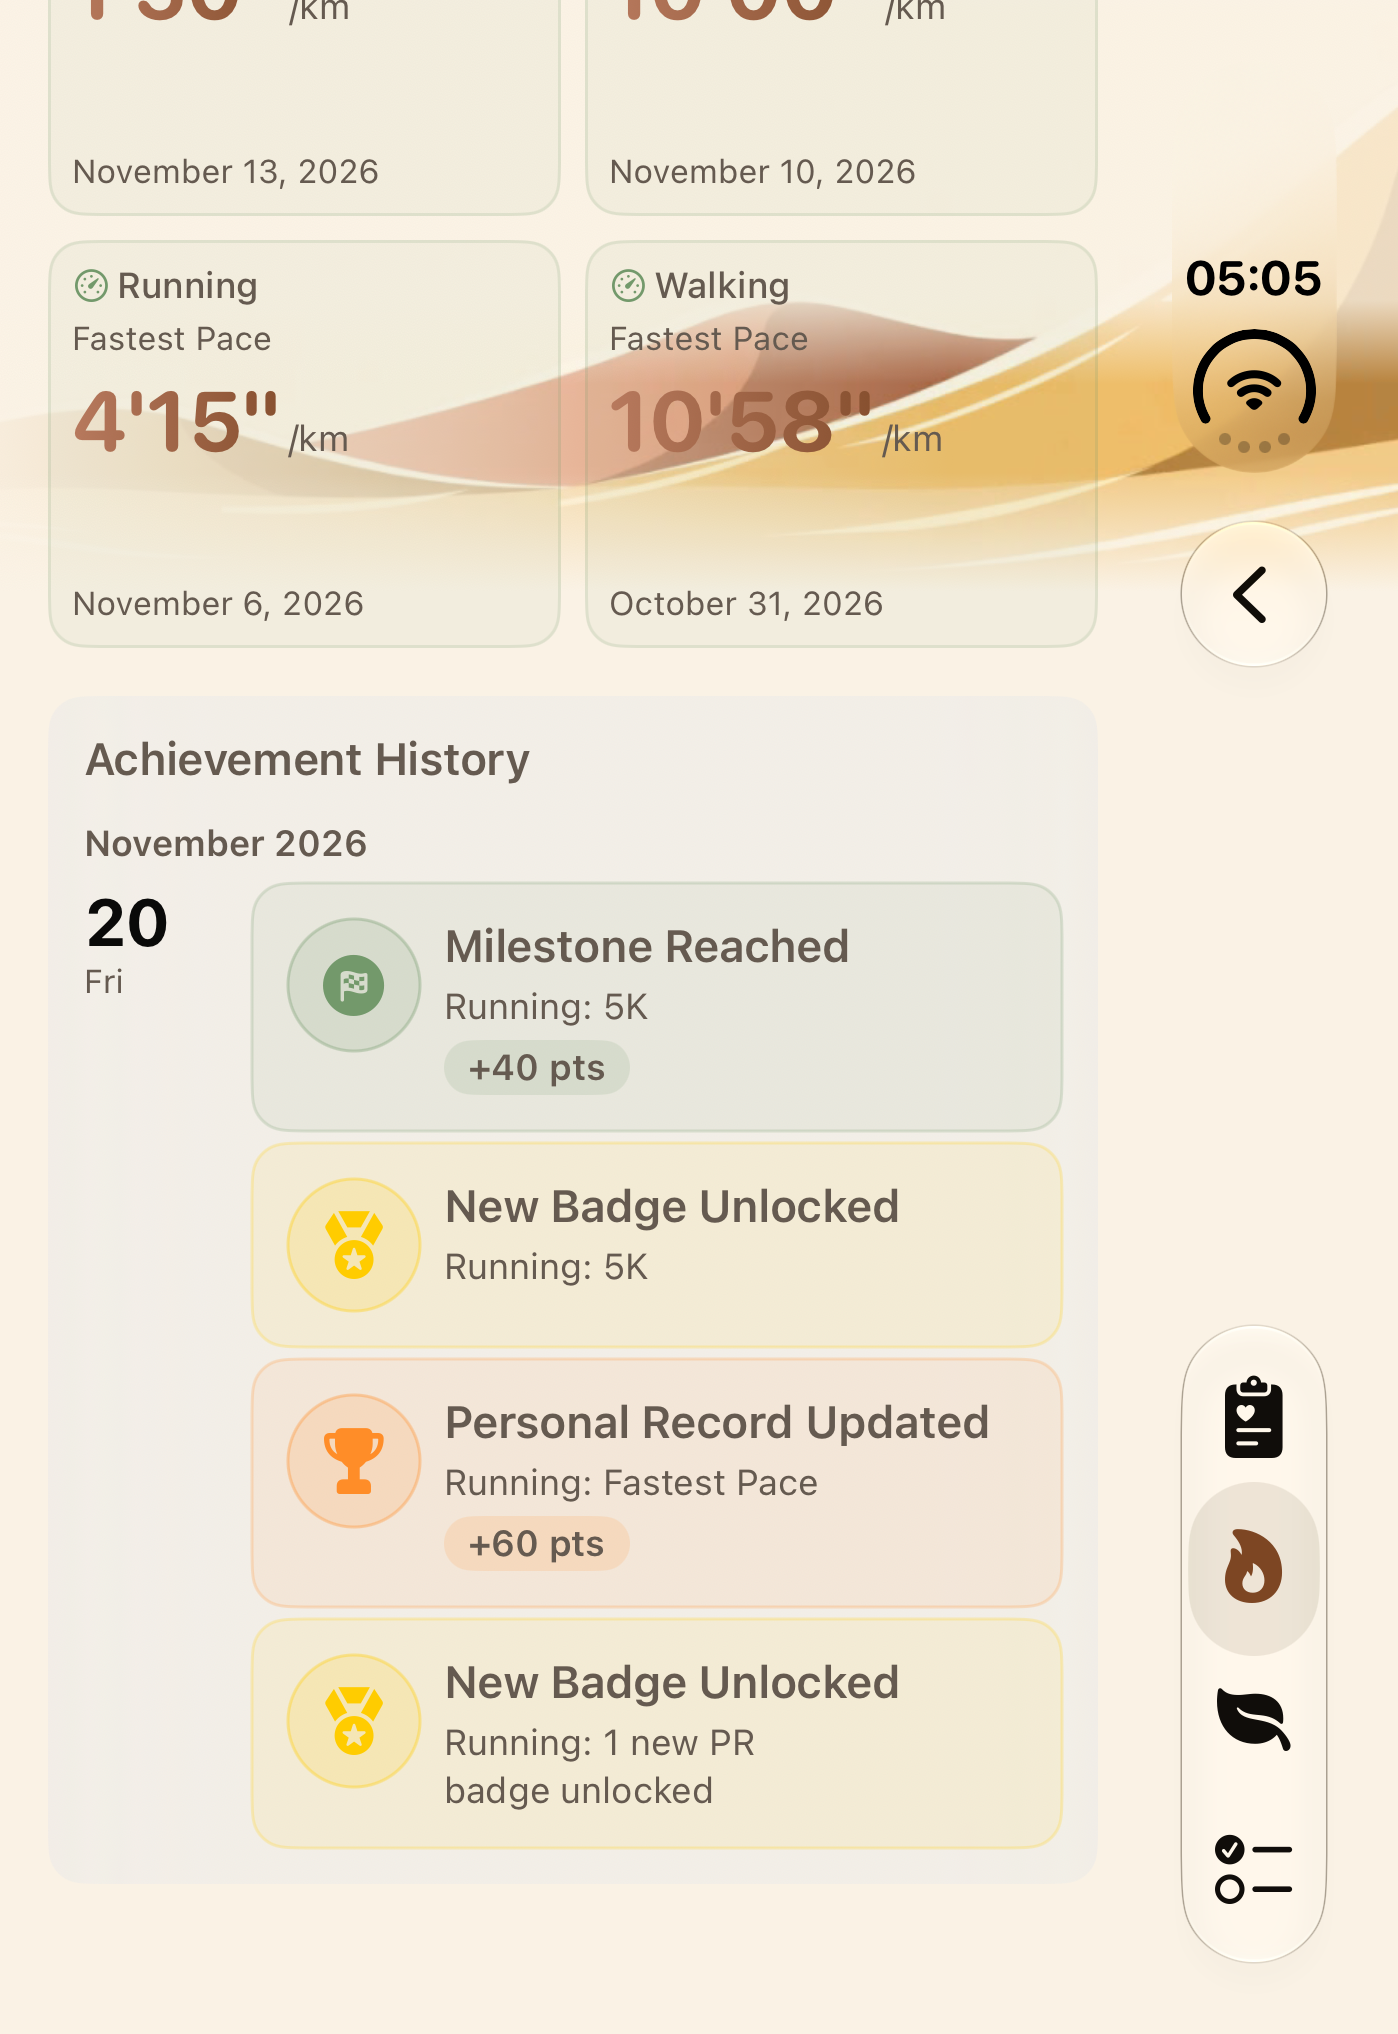 /km
/km
November 13, 2026
November 10, 2026
Running
Fastest Pace
4'15"/km
November 6, 2026
Walking
Fastest Pace
10'58"/km
October 31, 2026
05:05
Achievement History
November 2026
20
Fri
Milestone Reached
Running: 5K
+40 pts
New Badge Unlocked
Running: 5K
Personal Record Updated
Running: Fastest Pace
+60 pts
New Badge Unlocked
Running: 1 new PR
badge unlocked